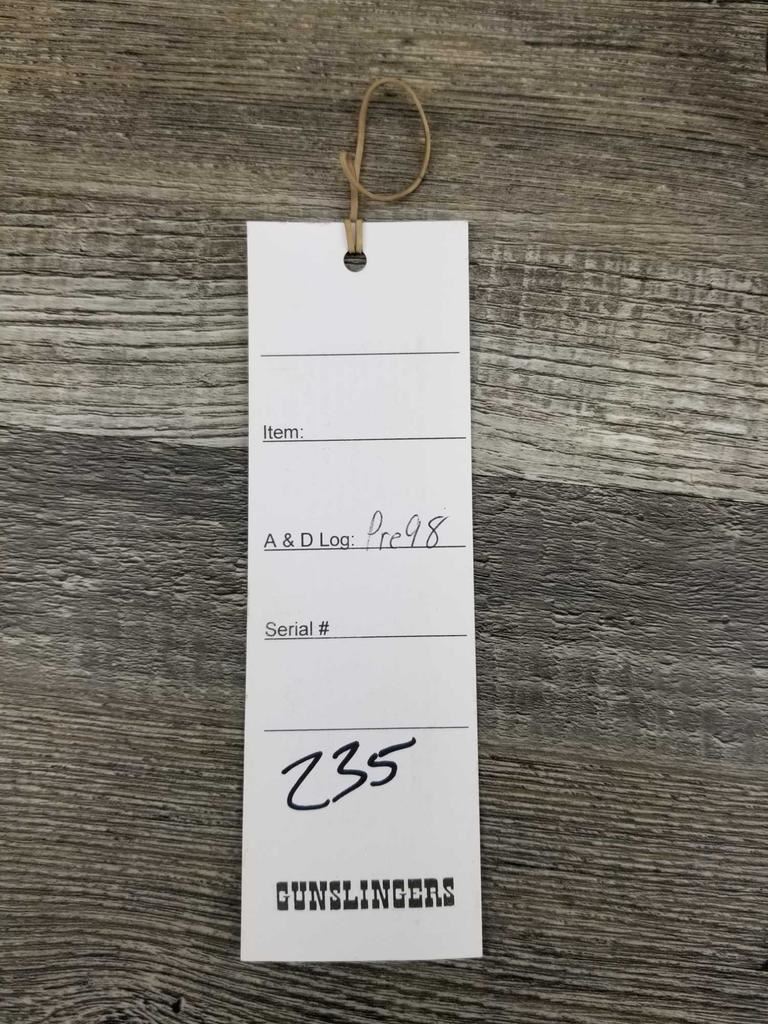 Item:
A & D Log: Pre98
Serial #
235
GUNSLINGERS